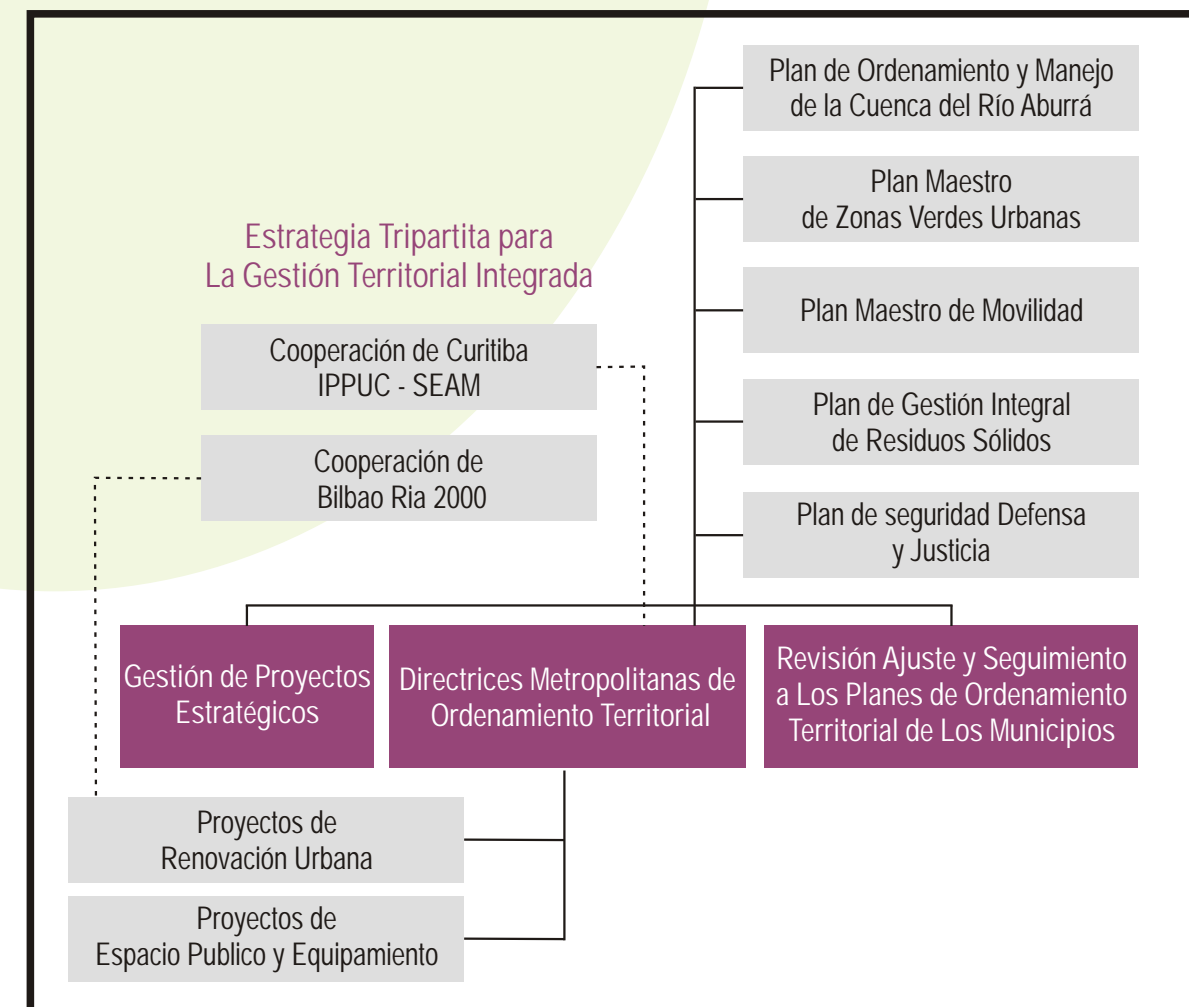 Plan de Ordenamiento y Manejo
de la Cuenca del Río Aburrá
Plan Maestro
de Zonas Verdes Urbanas
Estrategia Tripartita para
La Gestión Territorial Integrada
Plan Maestro de Movilidad
Cooperación de Curitiba
IPPUC - SEAM
Plan de Gestión Integral
de Residuos Sólidos
Cooperación de
Bilbao Ria 2000
Plan de seguridad Defensa
y Justicia
Gestión de Proyectos
Estratégicos
Directrices Metropolitanas de
Ordenamiento Territorial
Revisión Ajuste y Seguimiento
a Los Planes de Ordenamiento
Territorial de Los Municipios
Proyectos de
Renovación Urbana
Proyectos de
Espacio Publico y Equipamiento